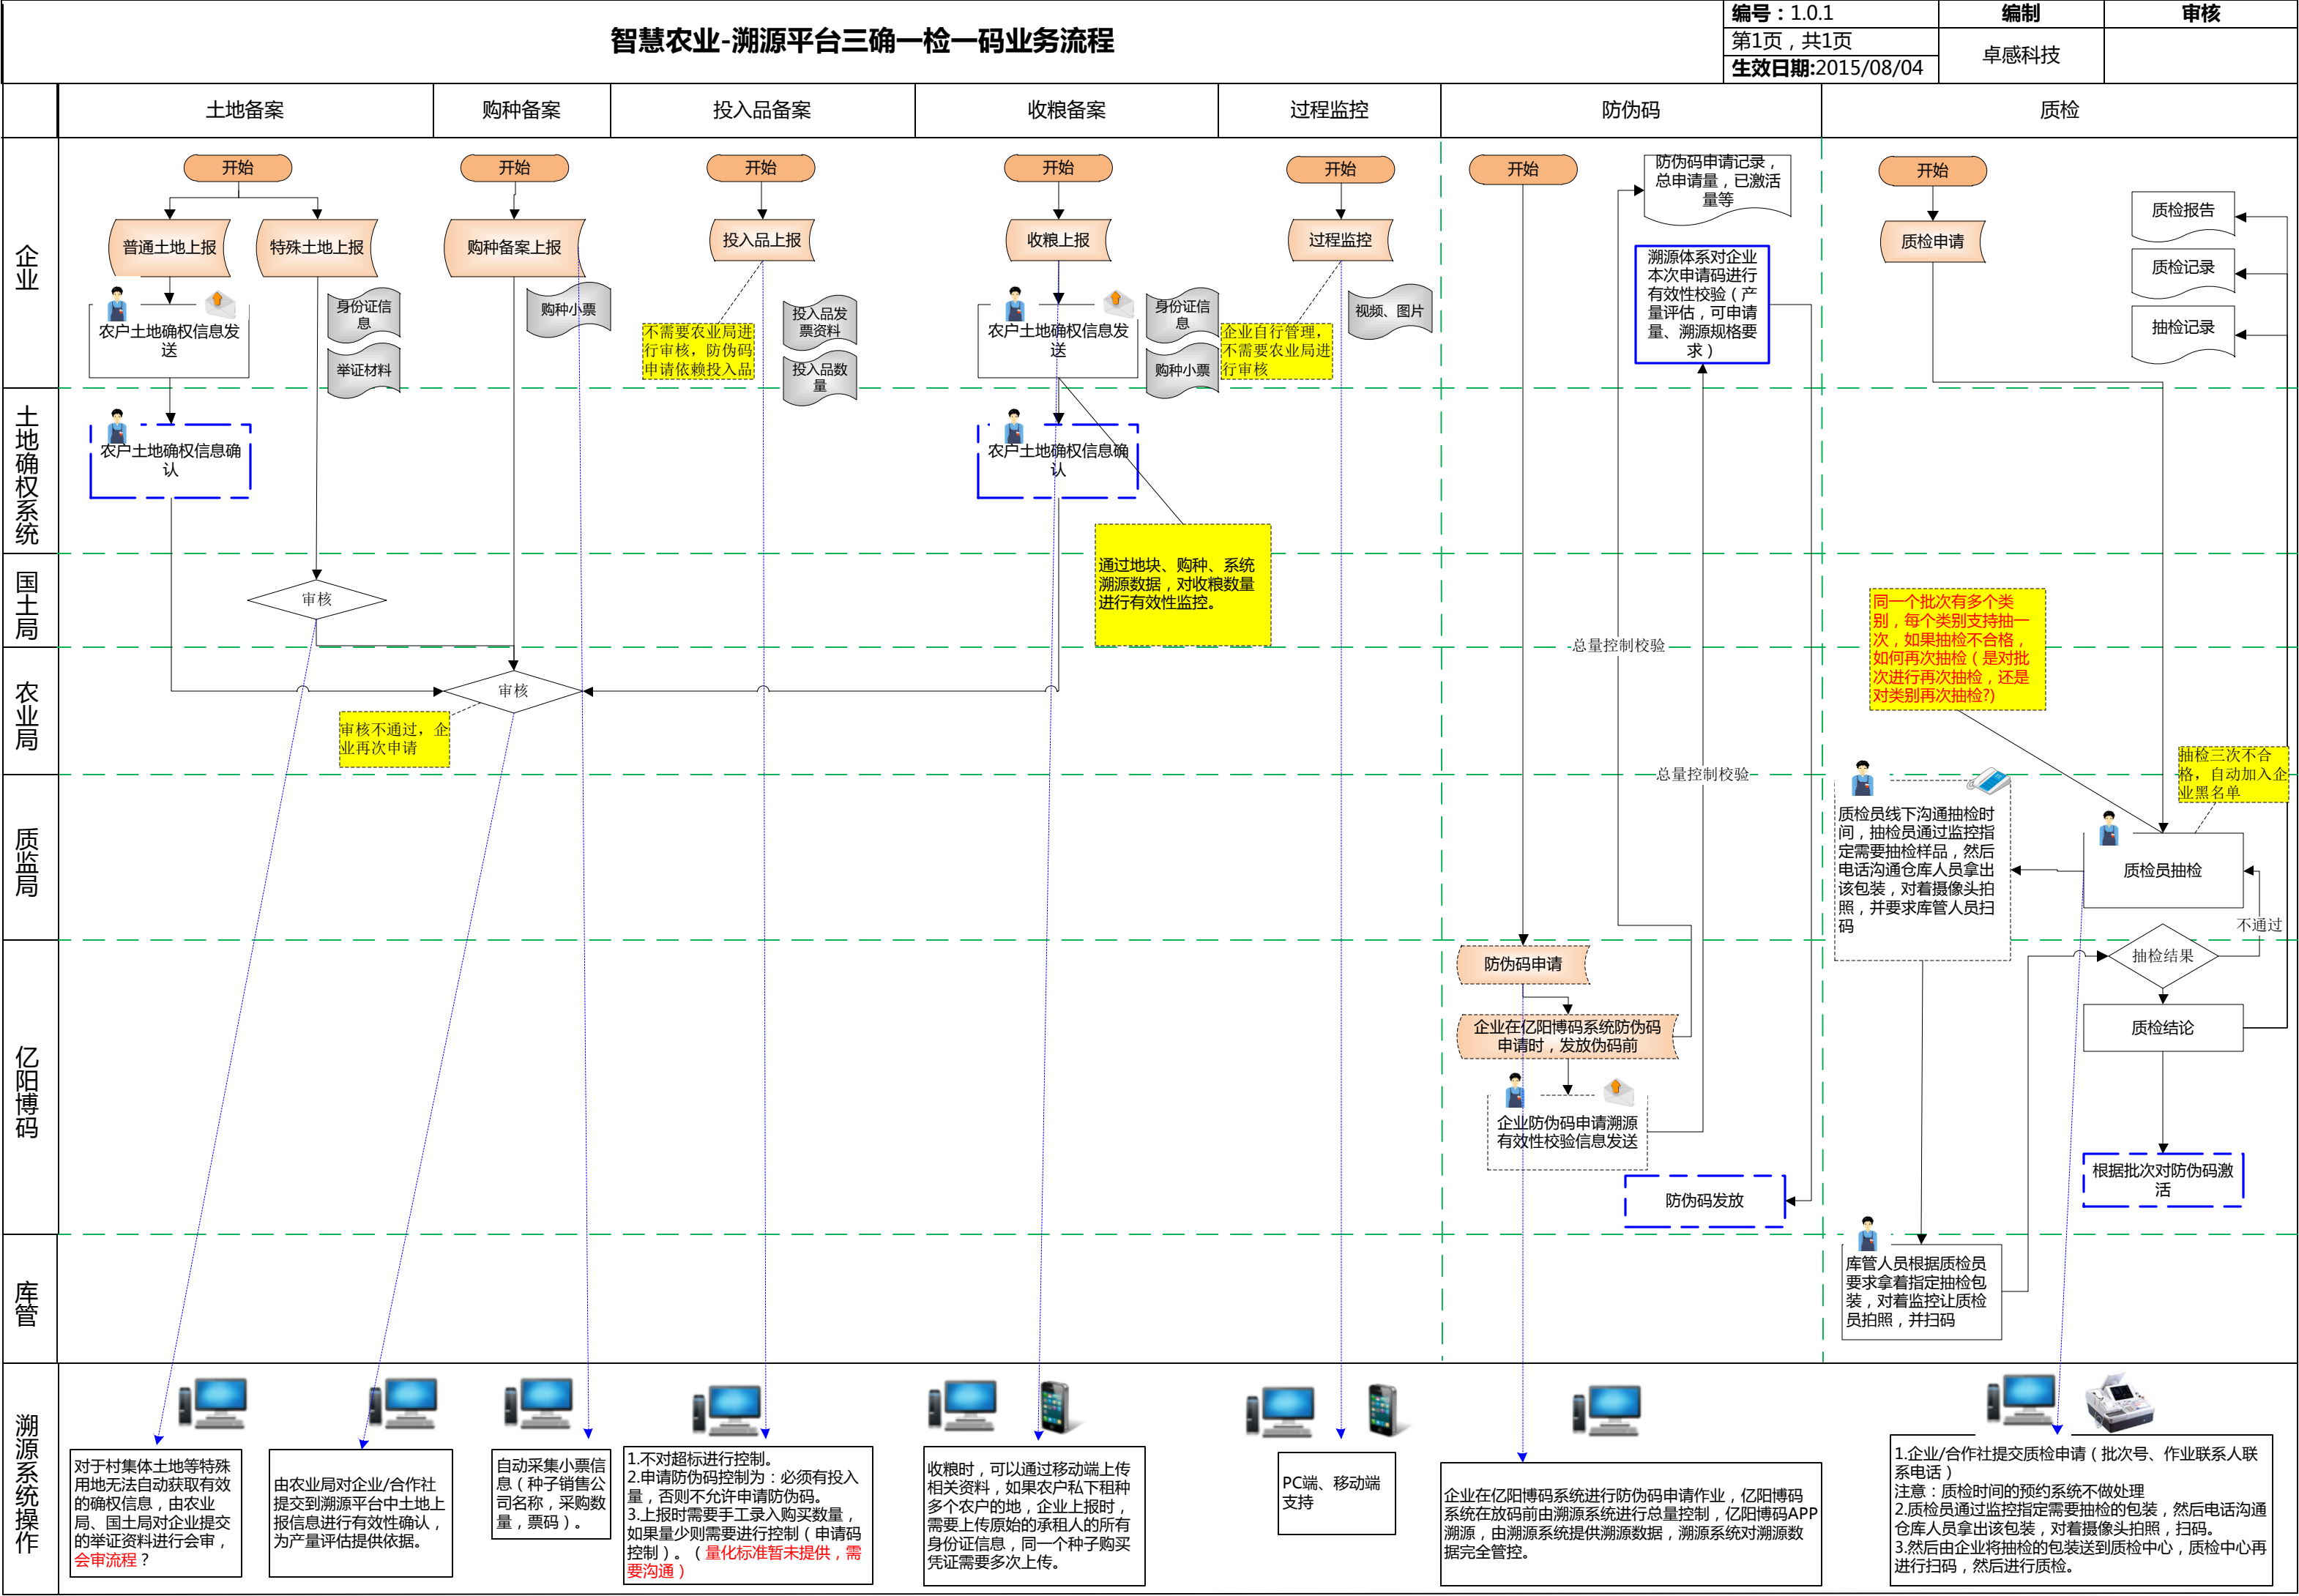 智慧农业-溯源平台三确一检一码业务流程
编号：1.0.1
编制
审核
第1页，共1页
卓感科技
生效日期:2015/08/04
土地备案
购种备案
投入品备案
收粮备案
过程监控
防伪码
质检
企业
开始
普通土地上报
特殊土地上报
农户土地确权信息发
送
身份证信
息
举证材料
开始
购种备案上报
购种小票
开始
投入品上报
不需要农业局进
行审核，防伪码
申请依赖投入品
投入品发
票资料
投入品数
量
开始
收粮上报
农户土地确权信息发
送
身份证信
息
购种小票
开始
过程监控
企业自行管理，
不需要农业局进
行审核
视频、图片
开始
防伪码申请记录，
总申请量，已激活
量等
溯源体系对企业
本次申请码进行
有效性校验（产
量评估，可申请
量、溯源规格要
求）
开始
质检申请
质检报告
质检记录
抽检记录
土地确权系统
农户土地确权信息确
认
农户土地确权信息确
认
通过地块、购种、系统
溯源数据，对收粮数量
进行有效性监控。
国土局
审核
总量控制校验
同一个批次有多个类
别，每个类别支持抽一
次，如果抽检不合格，
如何再次抽检（是对批
次进行再次抽检，还是
对类别再次抽检?)
农业局
审核
审核不通过，企
业再次申请
总量控制校验
抽检三次不合
格，自动加入企
业黑名单
质监局
质检员线下沟通抽检时
间，抽检员通过监控指
定需要抽检样品，然后
电话沟通仓库人员拿出
该包装，对着摄像头拍
照，并要求库管人员扫
码
质检员抽检
不通过
亿阳博码
防伪码申请
企业在亿阳博码系统防伪码
申请时，发放伪码前
企业防伪码申请溯源
有效性校验信息发送
防伪码发放
抽检结果
质检结论
根据批次对防伪码激
活
库管
库管人员根据质检员
要求拿着指定抽检包
装，对着监控让质检
员拍照，并扫码
溯源系统操作
对于村集体土地等特殊
用地无法自动获取有效
的确权信息，由农业
局、国土局对企业提交
的举证资料进行会审，
会审流程？
由农业局对企业/合作社
提交到溯源平台中土地上
报信息进行有效性确认，
为产量评估提供依据。
自动采集小票信
息（种子销售公
司名称，采购数
量，票码）。
1.不对超标进行控制。
2.申请防伪码控制为：必须有投入
量，否则不允许申请防伪码。
3.上报时需要手工录入购买数量，
如果量少则需要进行控制（申请码
控制）。（量化标准暂未提供，需
要沟通）
收粮时，可以通过移动端上传
相关资料，如果农户私下租种
多个农户的地，企业上报时，
需要上传原始的承租人的所有
身份证信息，同一个种子购买
凭证需要多次上传。
PC端、移动端
支持
企业在亿阳博码系统进行防伪码申请作业，亿阳博码
系统在放码前由溯源系统进行总量控制，亿阳博码APP
溯源，由溯源系统提供溯源数据，溯源系统对溯源数
据完全管控。
1.企业/合作社提交质检申请（批次号、作业联系人联
系电话）
注意：质检时间的预约系统不做处理
2.质检员通过监控指定需要抽检的包装，然后电话沟通
仓库人员拿出该包装，对着摄像头拍照，扫码。
3.然后由企业将抽检的包装送到质检中心，质检中心再
进行扫码，然后进行质检。